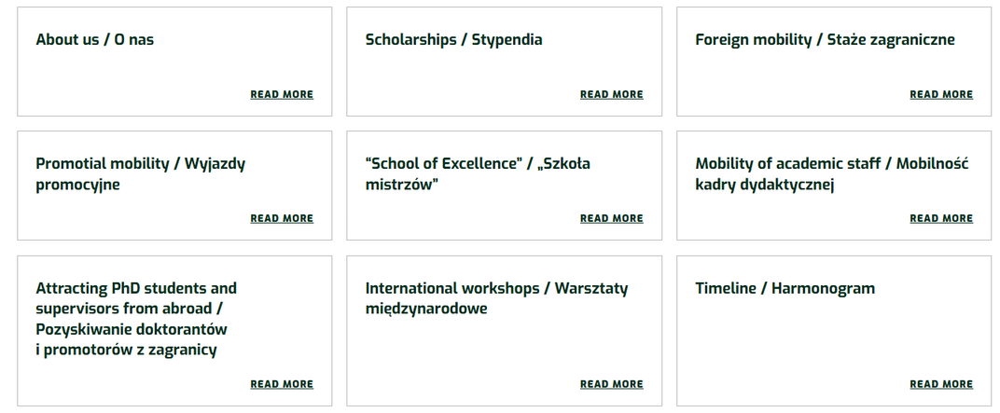 About us / O nas
READ MORE
Scholarships / Stypendia
READ MORE
Foreign mobility / Staże zagraniczne
READ MORE
Promotial mobility / Wyjazdy
promocyjne
READ MORE
“School of Excellence” / „Szkoła
mistrzów”
READ MORE
Mobility of academic staff / Mobilność
kadry dydaktycznej
READ MORE
Attracting PhD students and
supervisors from abroad /
Pozyskiwanie doktorantów
i promotorów z zagranicy
READ MORE
International workshops / Warsztaty
międzynarodowe
READ MORE
Timeline / Harmonogram
READ MORE